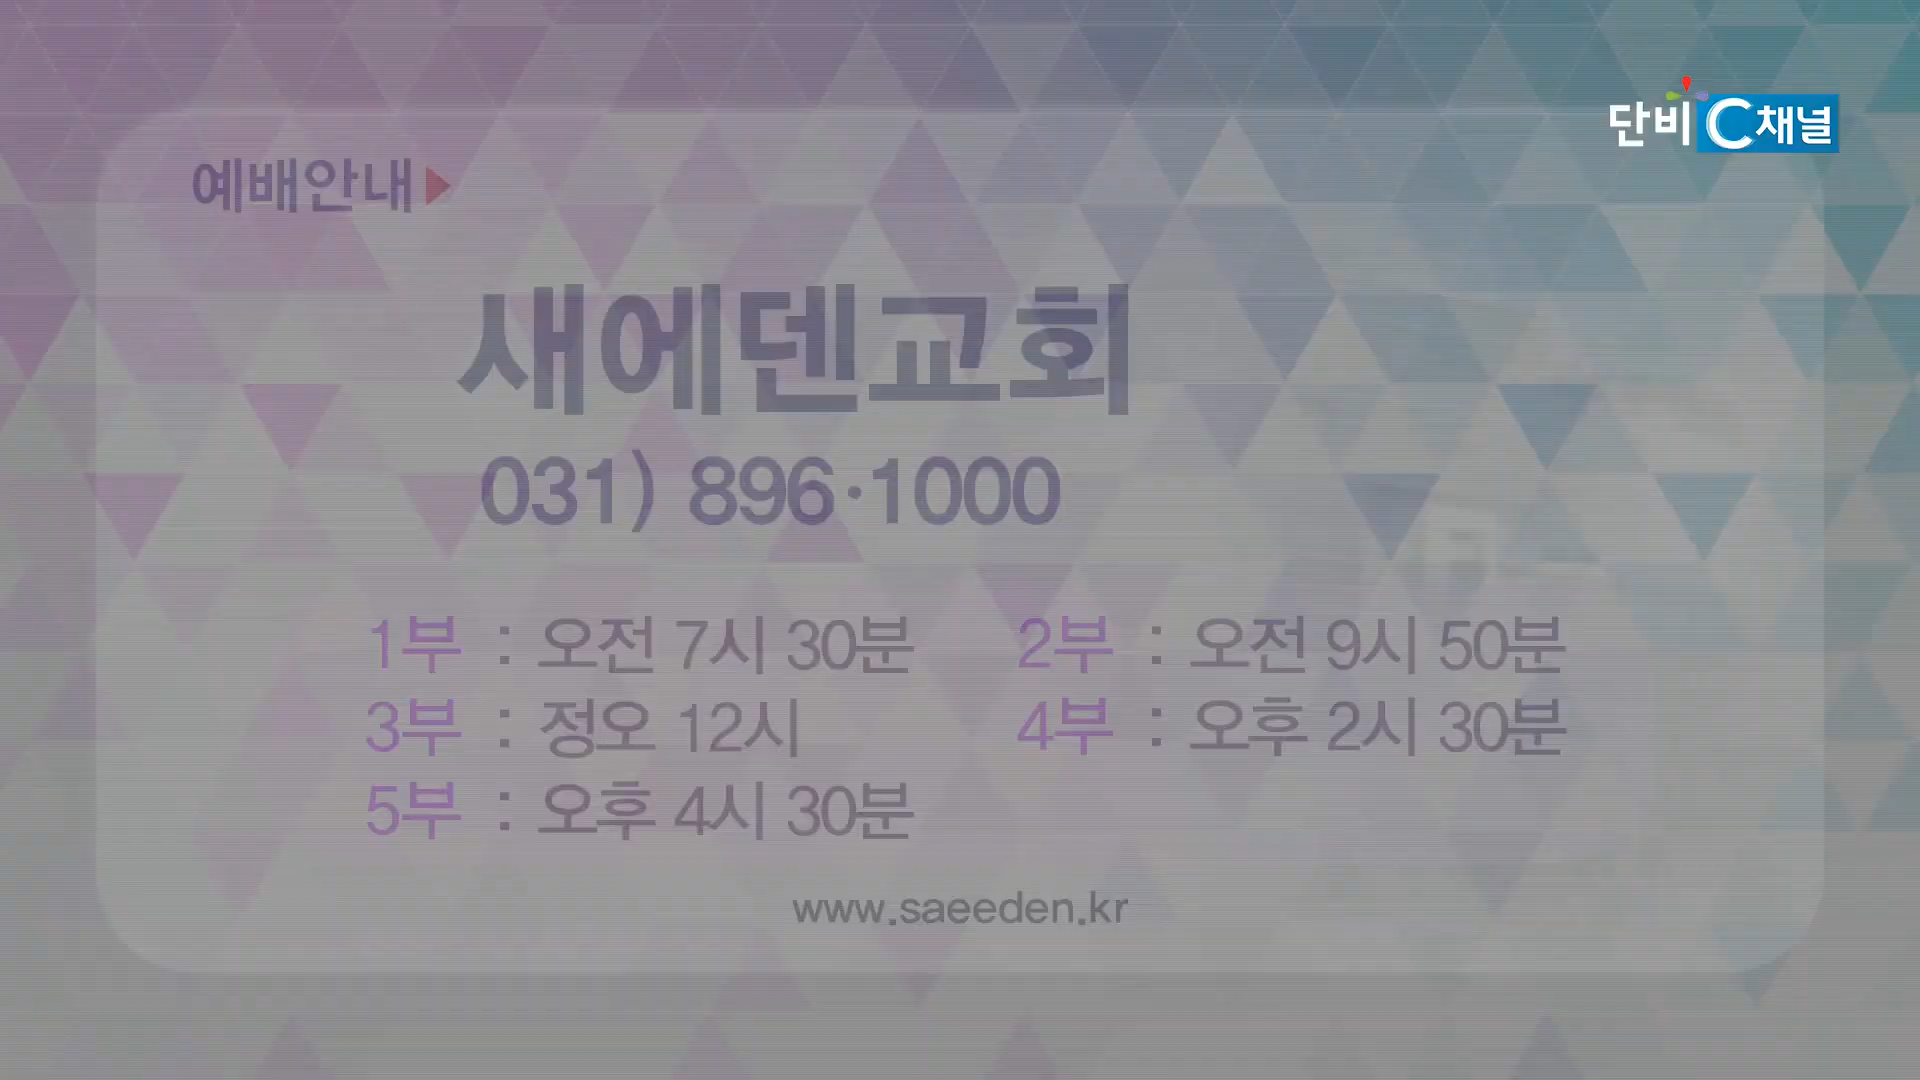 단비 C채널
예배안내
새에덴교회
031) 896·1000
1부 : 오전 7시 30분 2부 : 오전 9시 50분
3부 : 정오 12시 4부 : 오후 2시 30분
5부 : 오후 4시 30분
www.saeeden.kr